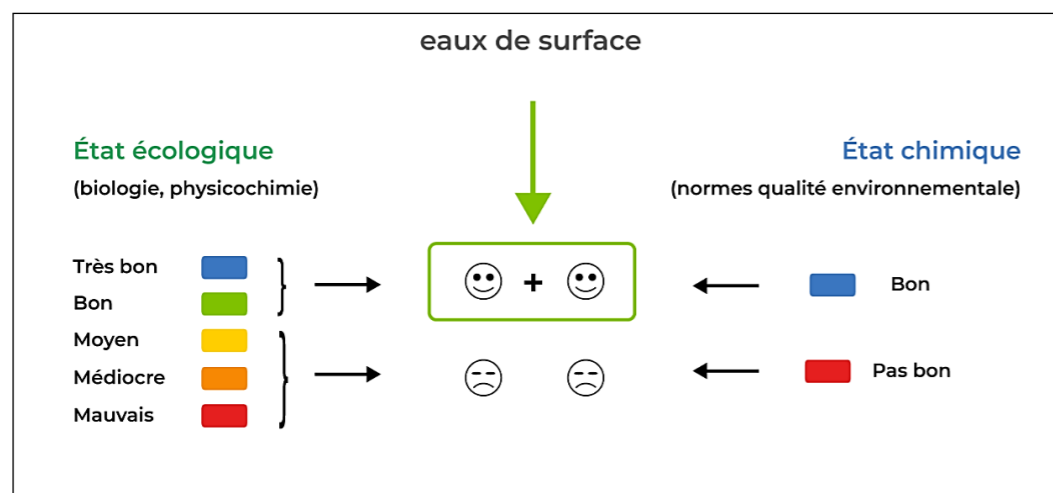 eaux de surface
État écologique
(biologie, physicochimie)
État chimique
(normes qualité environnementale)
Très bon
Bon
Moyen
Médiocre
Mauvais
+
Bon
Pas bon